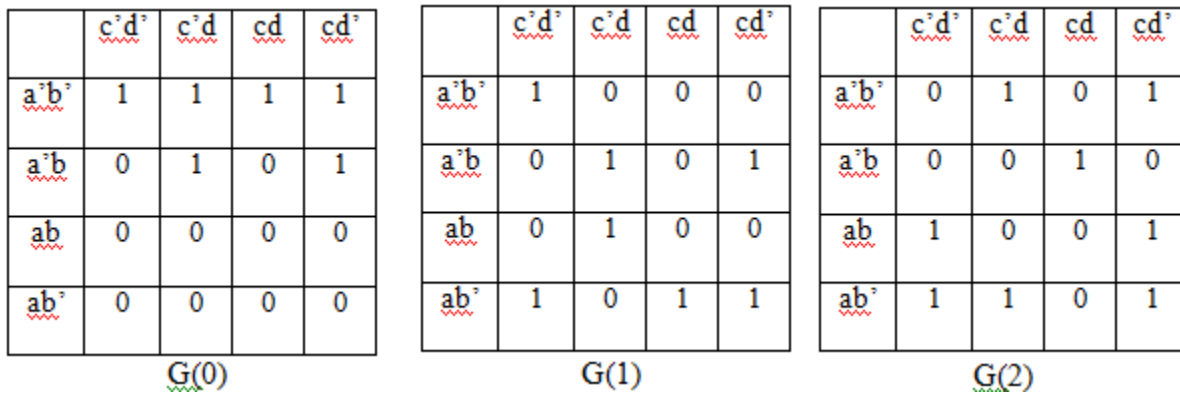 c’d’ c’d cd cd’
a’b’ 1 1 1 1
a’b 0 1 0 1
ab 0 0 0 0
ab’ 0 0 0 0
G(0)
c’d’ c’d cd cd’
a’b’ 1 0 0 0
a’b 0 1 0 1
ab 0 1 0 0
ab’ 1 0 1 1
G(1)
c’d’ c’d cd cd’
a’b’ 0 1 0 1
a’b 0 0 1 0
ab 1 0 0 1
ab’ 1 1 0 1
G(2)